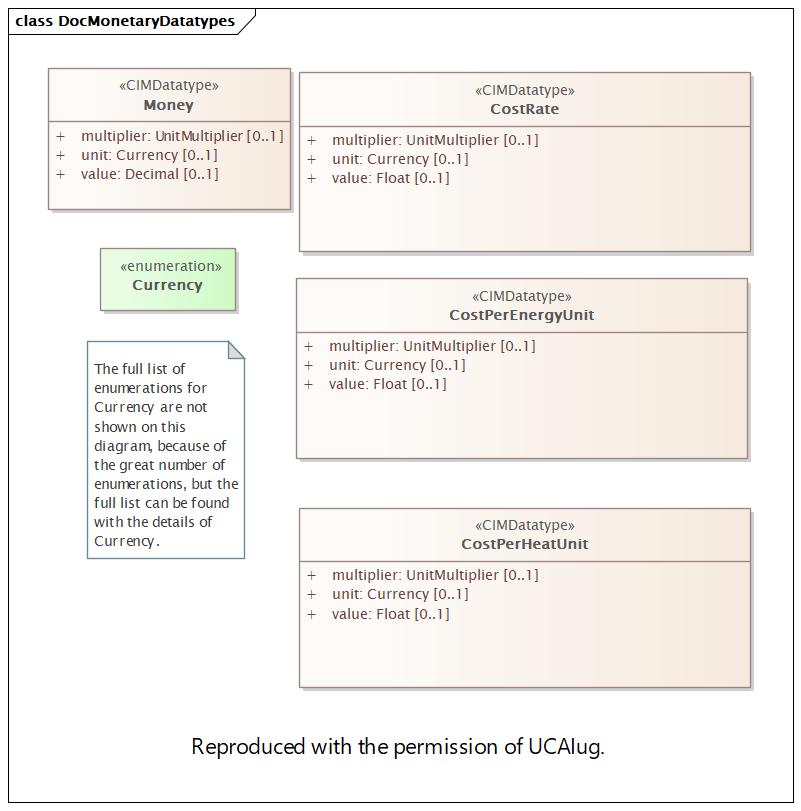 class DocMonetaryDatatypes
«CIMDatatype»
Money
+ multiplier: UnitMultiplier [0..1]
+ unit: Currency [0..1]
+ value: Decimal [0..1]
«CIMDatatype»
CostRate
+ multiplier: UnitMultiplier [0..1]
+ unit: Currency [0..1]
+ value: Float [0..1]
«enumeration»
Currency
«CIMDatatype»
CostPerEnergyUnit
+ multiplier: UnitMultiplier [0..1]
+ unit: Currency [0..1]
+ value: Float [0..1]
The full list of
enumerations for
Currency are not
shown on this
diagram, because of
the great number of
enumerations, but the
full list can be found
with the details of
Currency.
«CIMDatatype»
CostPerHeatUnit
+ multiplier: UnitMultiplier [0..1]
+ unit: Currency [0..1]
+ value: Float [0..1]
Reproduced with the permission of UCAIug.